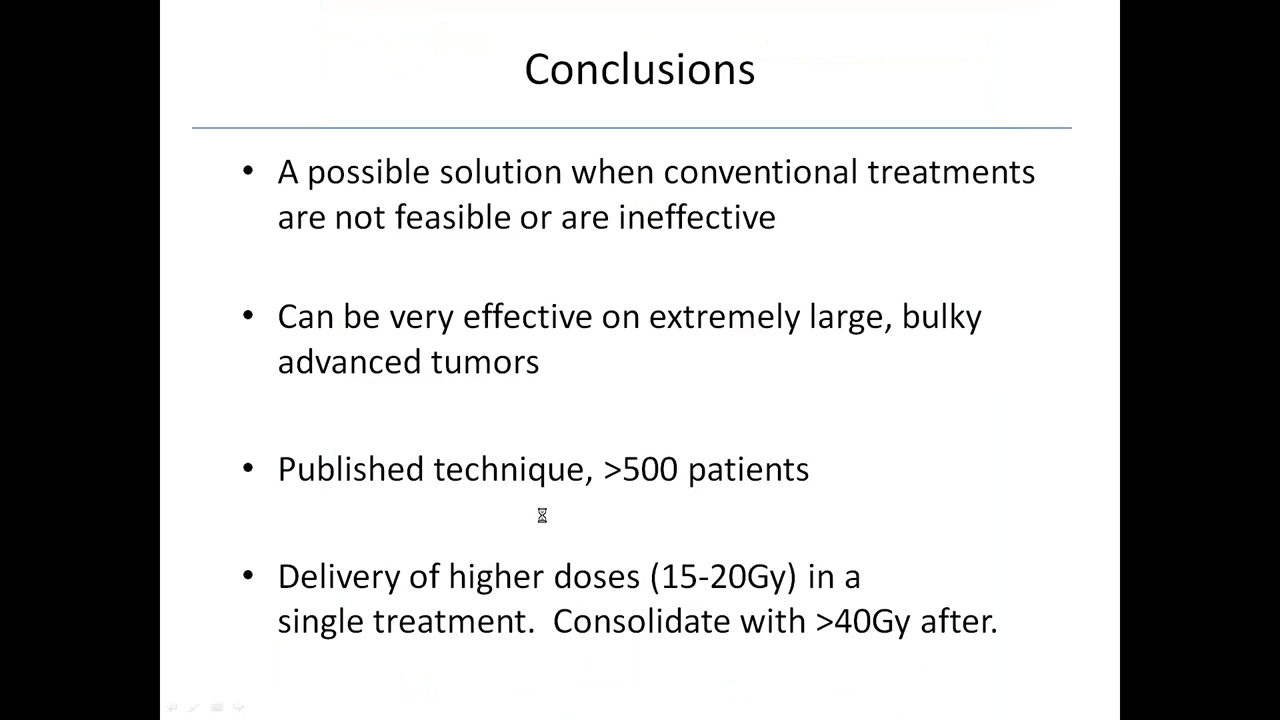 Conclusions
• A possible solution when conventional treatments
are not feasible or are ineffective
• Can be very effective on extremely large, bulky
advanced tumors
• Published technique, >500 patients
• Delivery of higher doses (15-20Gy) in a
single treatment.  Consolidate with >40Gy after.